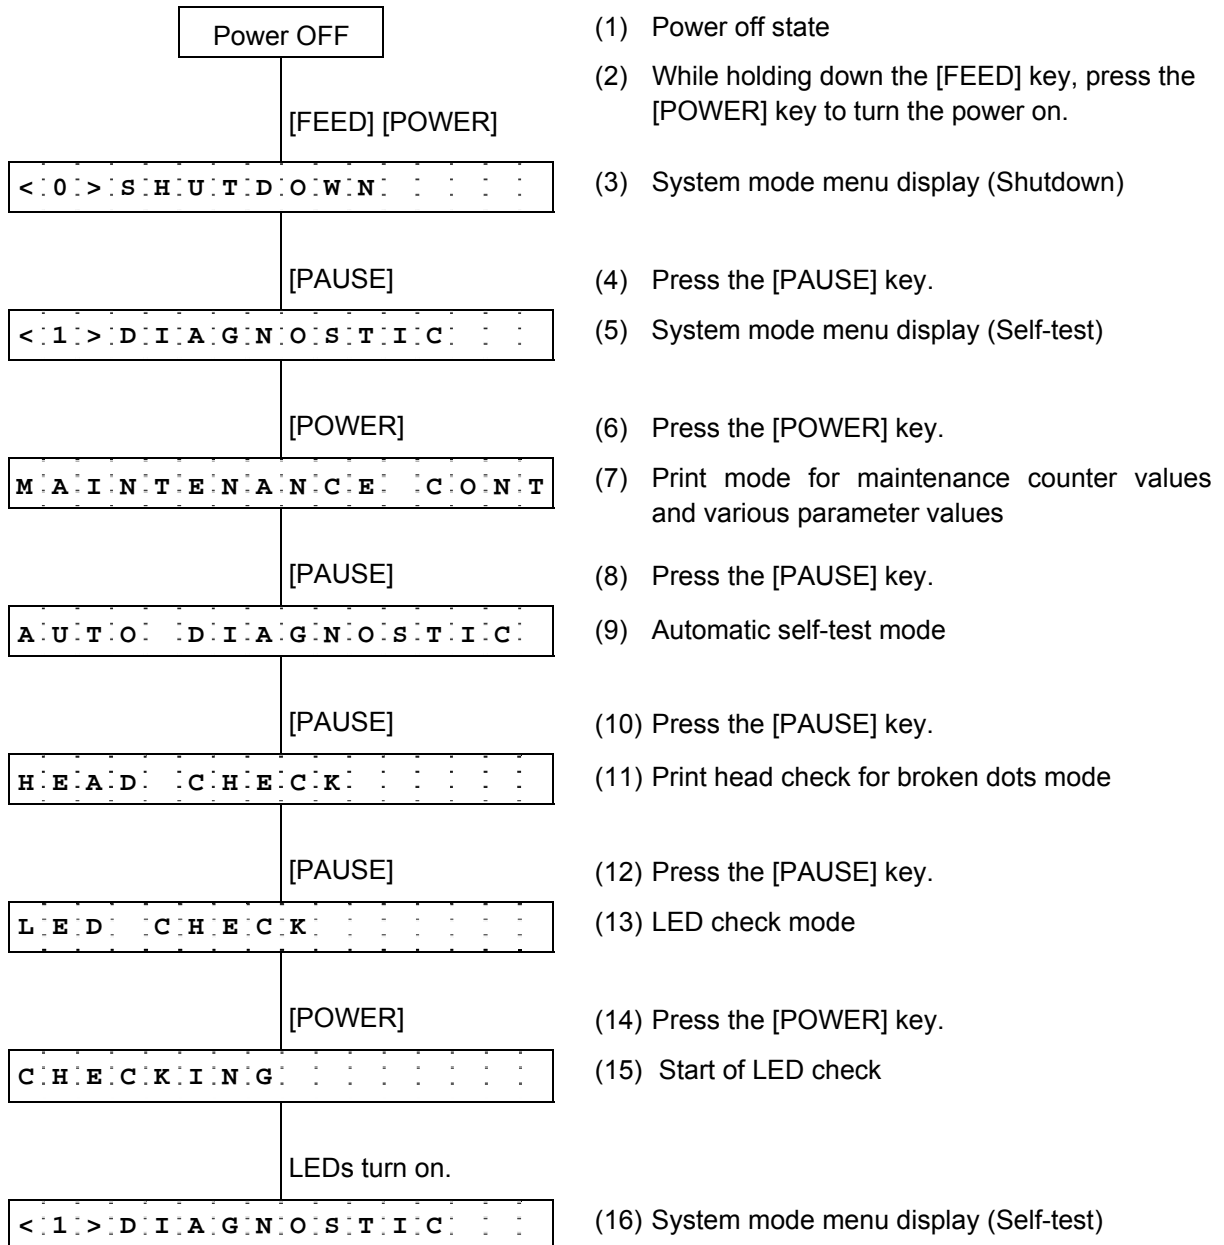 Power OFF
(1) Power off state
[FEED] [POWER]
(2) While holding down the [FEED] key, press the
[POWER] key to turn the power on.
<0>SHUTDOWN
(3) System mode menu display (Shutdown)
[PAUSE]
(4) Press the [PAUSE] key.
<1>DIAGNOSTIC
(5) System mode menu display (Self-test)
[POWER]
(6) Press the [POWER] key.
MAINTENANCE CONT
(7) Print mode for maintenance counter values
and various parameter values
[PAUSE]
(8) Press the [PAUSE] key.
AUTO DIAGNOSTIC
(9) Automatic self-test mode
[PAUSE]
(10) Press the [PAUSE] key.
HEAD CHECK
(11) Print head check for broken dots mode
[PAUSE]
(12) Press the [PAUSE] key.
LED CHECK
(13) LED check mode
[POWER]
(14) Press the [POWER] key.
CHECKING
(15) Start of LED check
LEDs turn on.
<1>DIAGNOSTIC
(16) System mode menu display (Self-test)